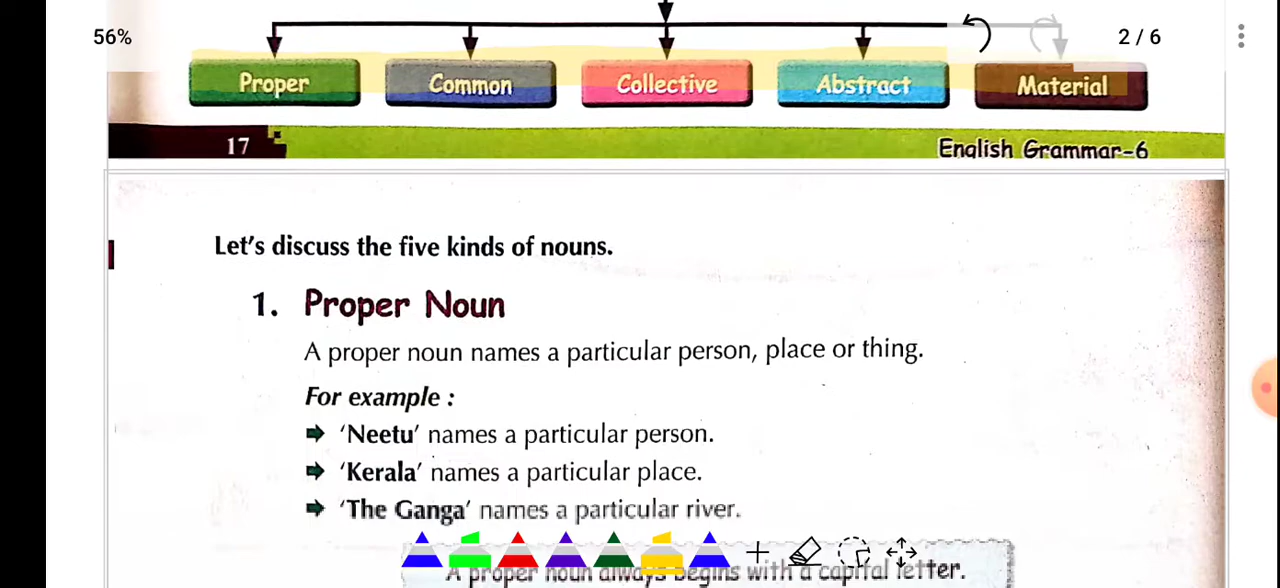 56%
2 / 6
Proper Common Collective Abstract Material
17
English Grammar-6
Let's discuss the five kinds of nouns.
1. Proper Noun
A proper noun names a particular person, place or thing.
For example :
➡ 'Neetu' names a particular person.
➡ 'Kerala' names a particular place.
➡ 'The Ganga' names a particular river.
A proper noun always begins with a capital letter.